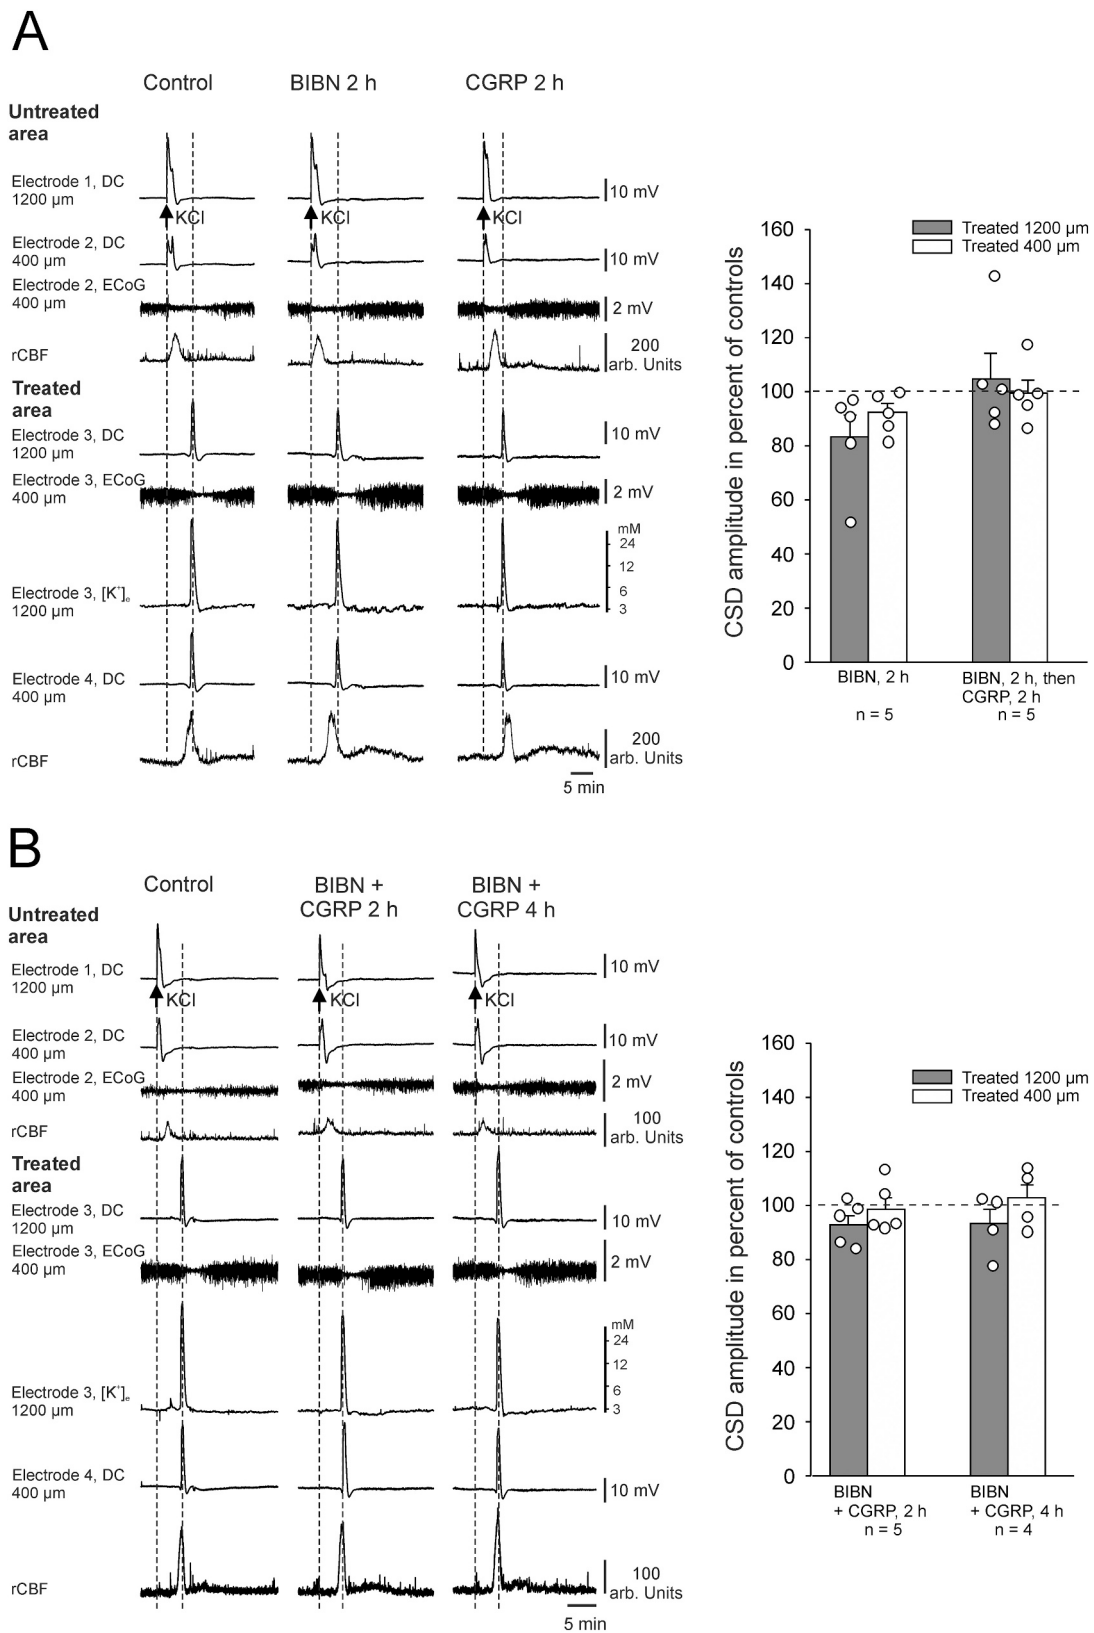 A
Control BIBN 2 h CGRP 2 h
Untreated
area
Electrode 1, DC
1200 µm
10 mV
KCl KCl KCl
Electrode 2, DC
400 µm
10 mV
Electrode 2, ECoG
400 µm
2 mV
rCBF
200
arb. Units
Treated
area
Electrode 3, DC
1200 µm
10 mV
Electrode 3, ECoG
400 µm
2 mV
mM
24
12
6
3
Electrode 3, [K⁺]e
1200 µm
Electrode 4, DC
400 µm
10 mV
rCBF
200
arb. Units
5 min
CSD amplitude in percent of controls
160
140
120
100
80
60
40
20
0
Treated 1200 µm
Treated 400 µm
BIBN, 2 h
n = 5
BIBN, 2 h, then
CGRP, 2 h
n = 5
B
Control
BIBN +
CGRP 2 h
BIBN +
CGRP 4 h
Untreated
area
Electrode 1, DC
1200 µm
10 mV
KCl KCl KCl
Electrode 2, DC
400 µm
10 mV
Electrode 2, ECoG
400 µm
2 mV
rCBF
100
arb. Units
Treated
area
Electrode 3, DC
1200 µm
10 mV
Electrode 3, ECoG
400 µm
2 mV
mM
24
12
6
3
Electrode 3, [K⁺]e
1200 µm
Electrode 4, DC
400 µm
10 mV
rCBF
100
arb. Units
5 min
CSD amplitude in percent of controls
160
140
120
100
80
60
40
20
0
Treated 1200 µm
Treated 400 µm
BIBN
+ CGRP, 2 h
n = 5
BIBN
+ CGRP, 4 h
n = 4